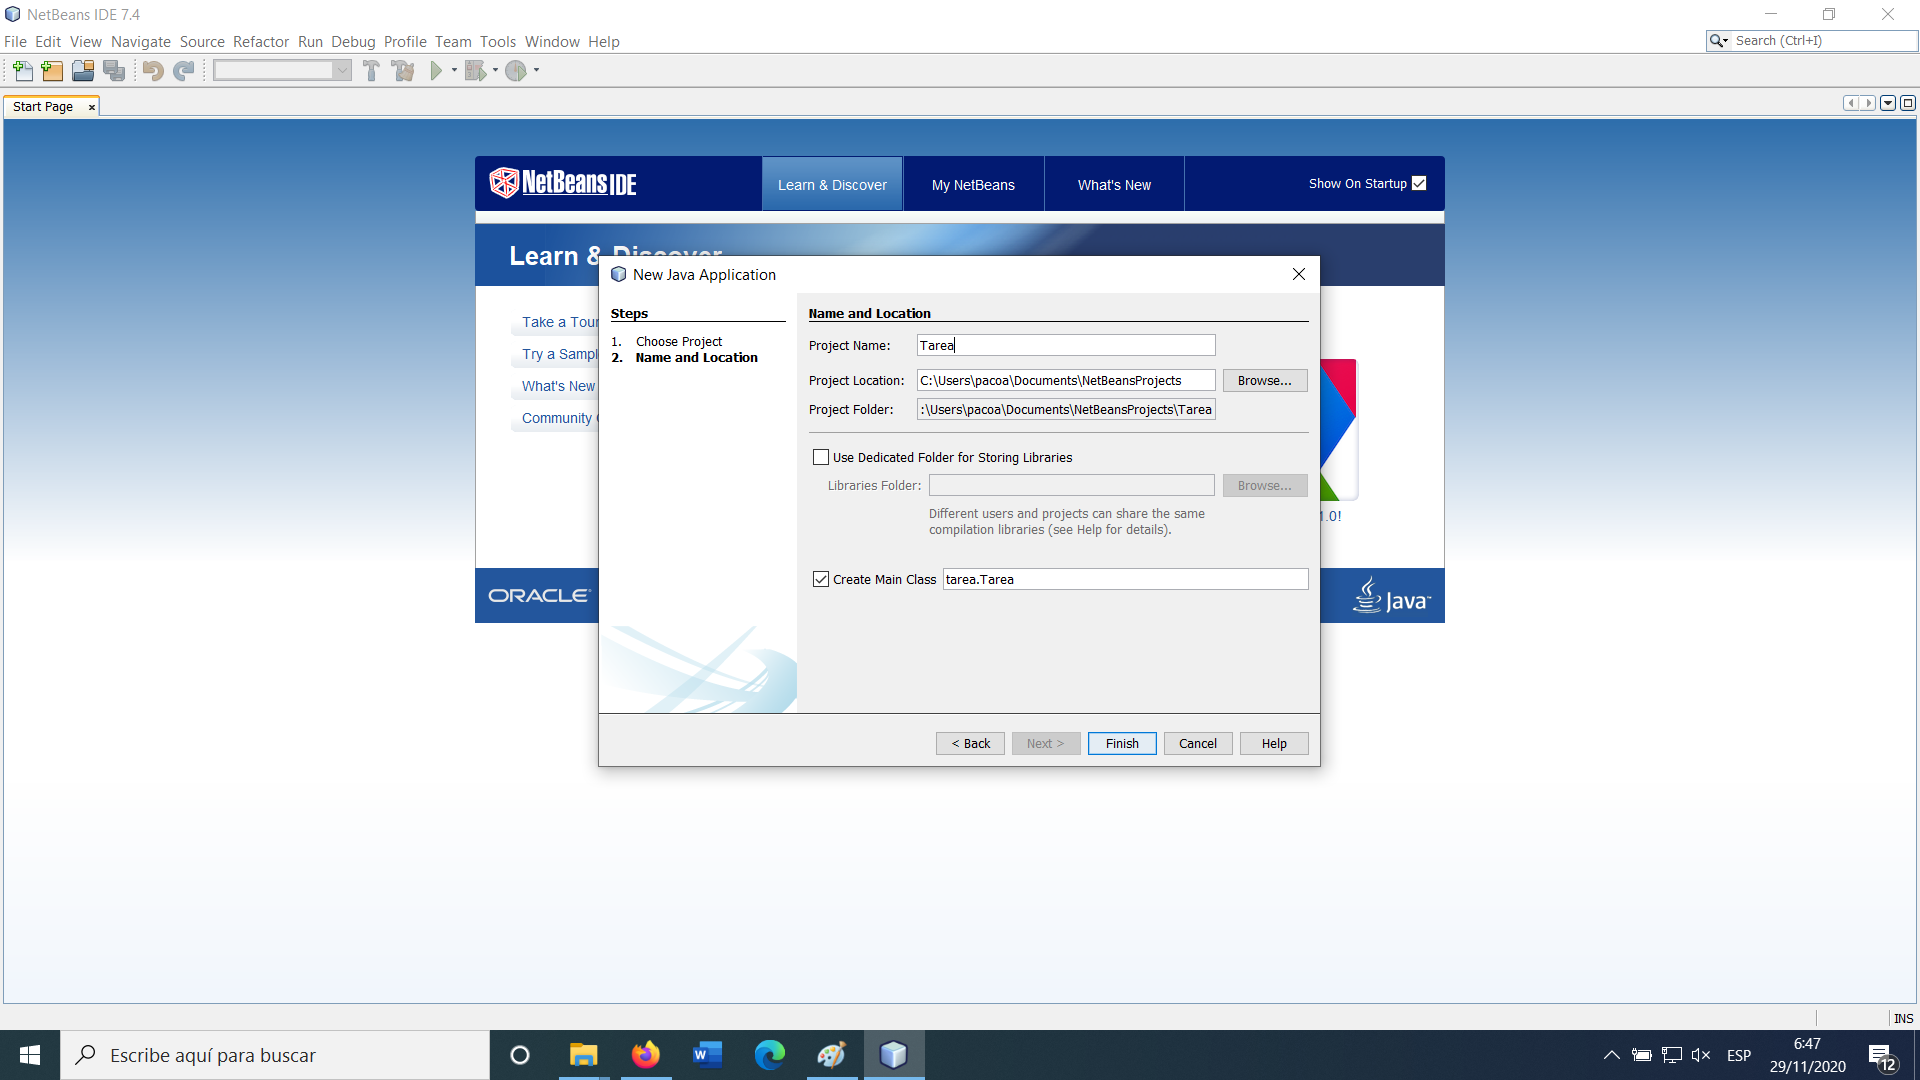 NetBeans IDE 7.4
File Edit View Navigate Source Refactor Run Debug Profile Team Tools Window Help
Search (Ctrl+I)
Start Page
NetBeans IDE
Learn & Discover
My NetBeans
What's New
Show On Startup
Learn & Discover
Take a Tour
Try a Sampl
What's New
Community
1.0!
ORACLE
Java
New Java Application
Steps
1. Choose Project
2. Name and Location
Name and Location
Project Name: Tarea
Project Location: C:\Users\pacoa\Documents\NetBeansProjects Browse...
Project Folder: :\Users\pacoa\Documents\NetBeansProjects\Tarea
Use Dedicated Folder for Storing Libraries
Libraries Folder: Browse...
Different users and projects can share the same
compilation libraries (see Help for details).
Create Main Class tarea.Tarea
< Back Next > Finish Cancel Help
INS
Escribe aquí para buscar
ESP
6:47
29/11/2020
12